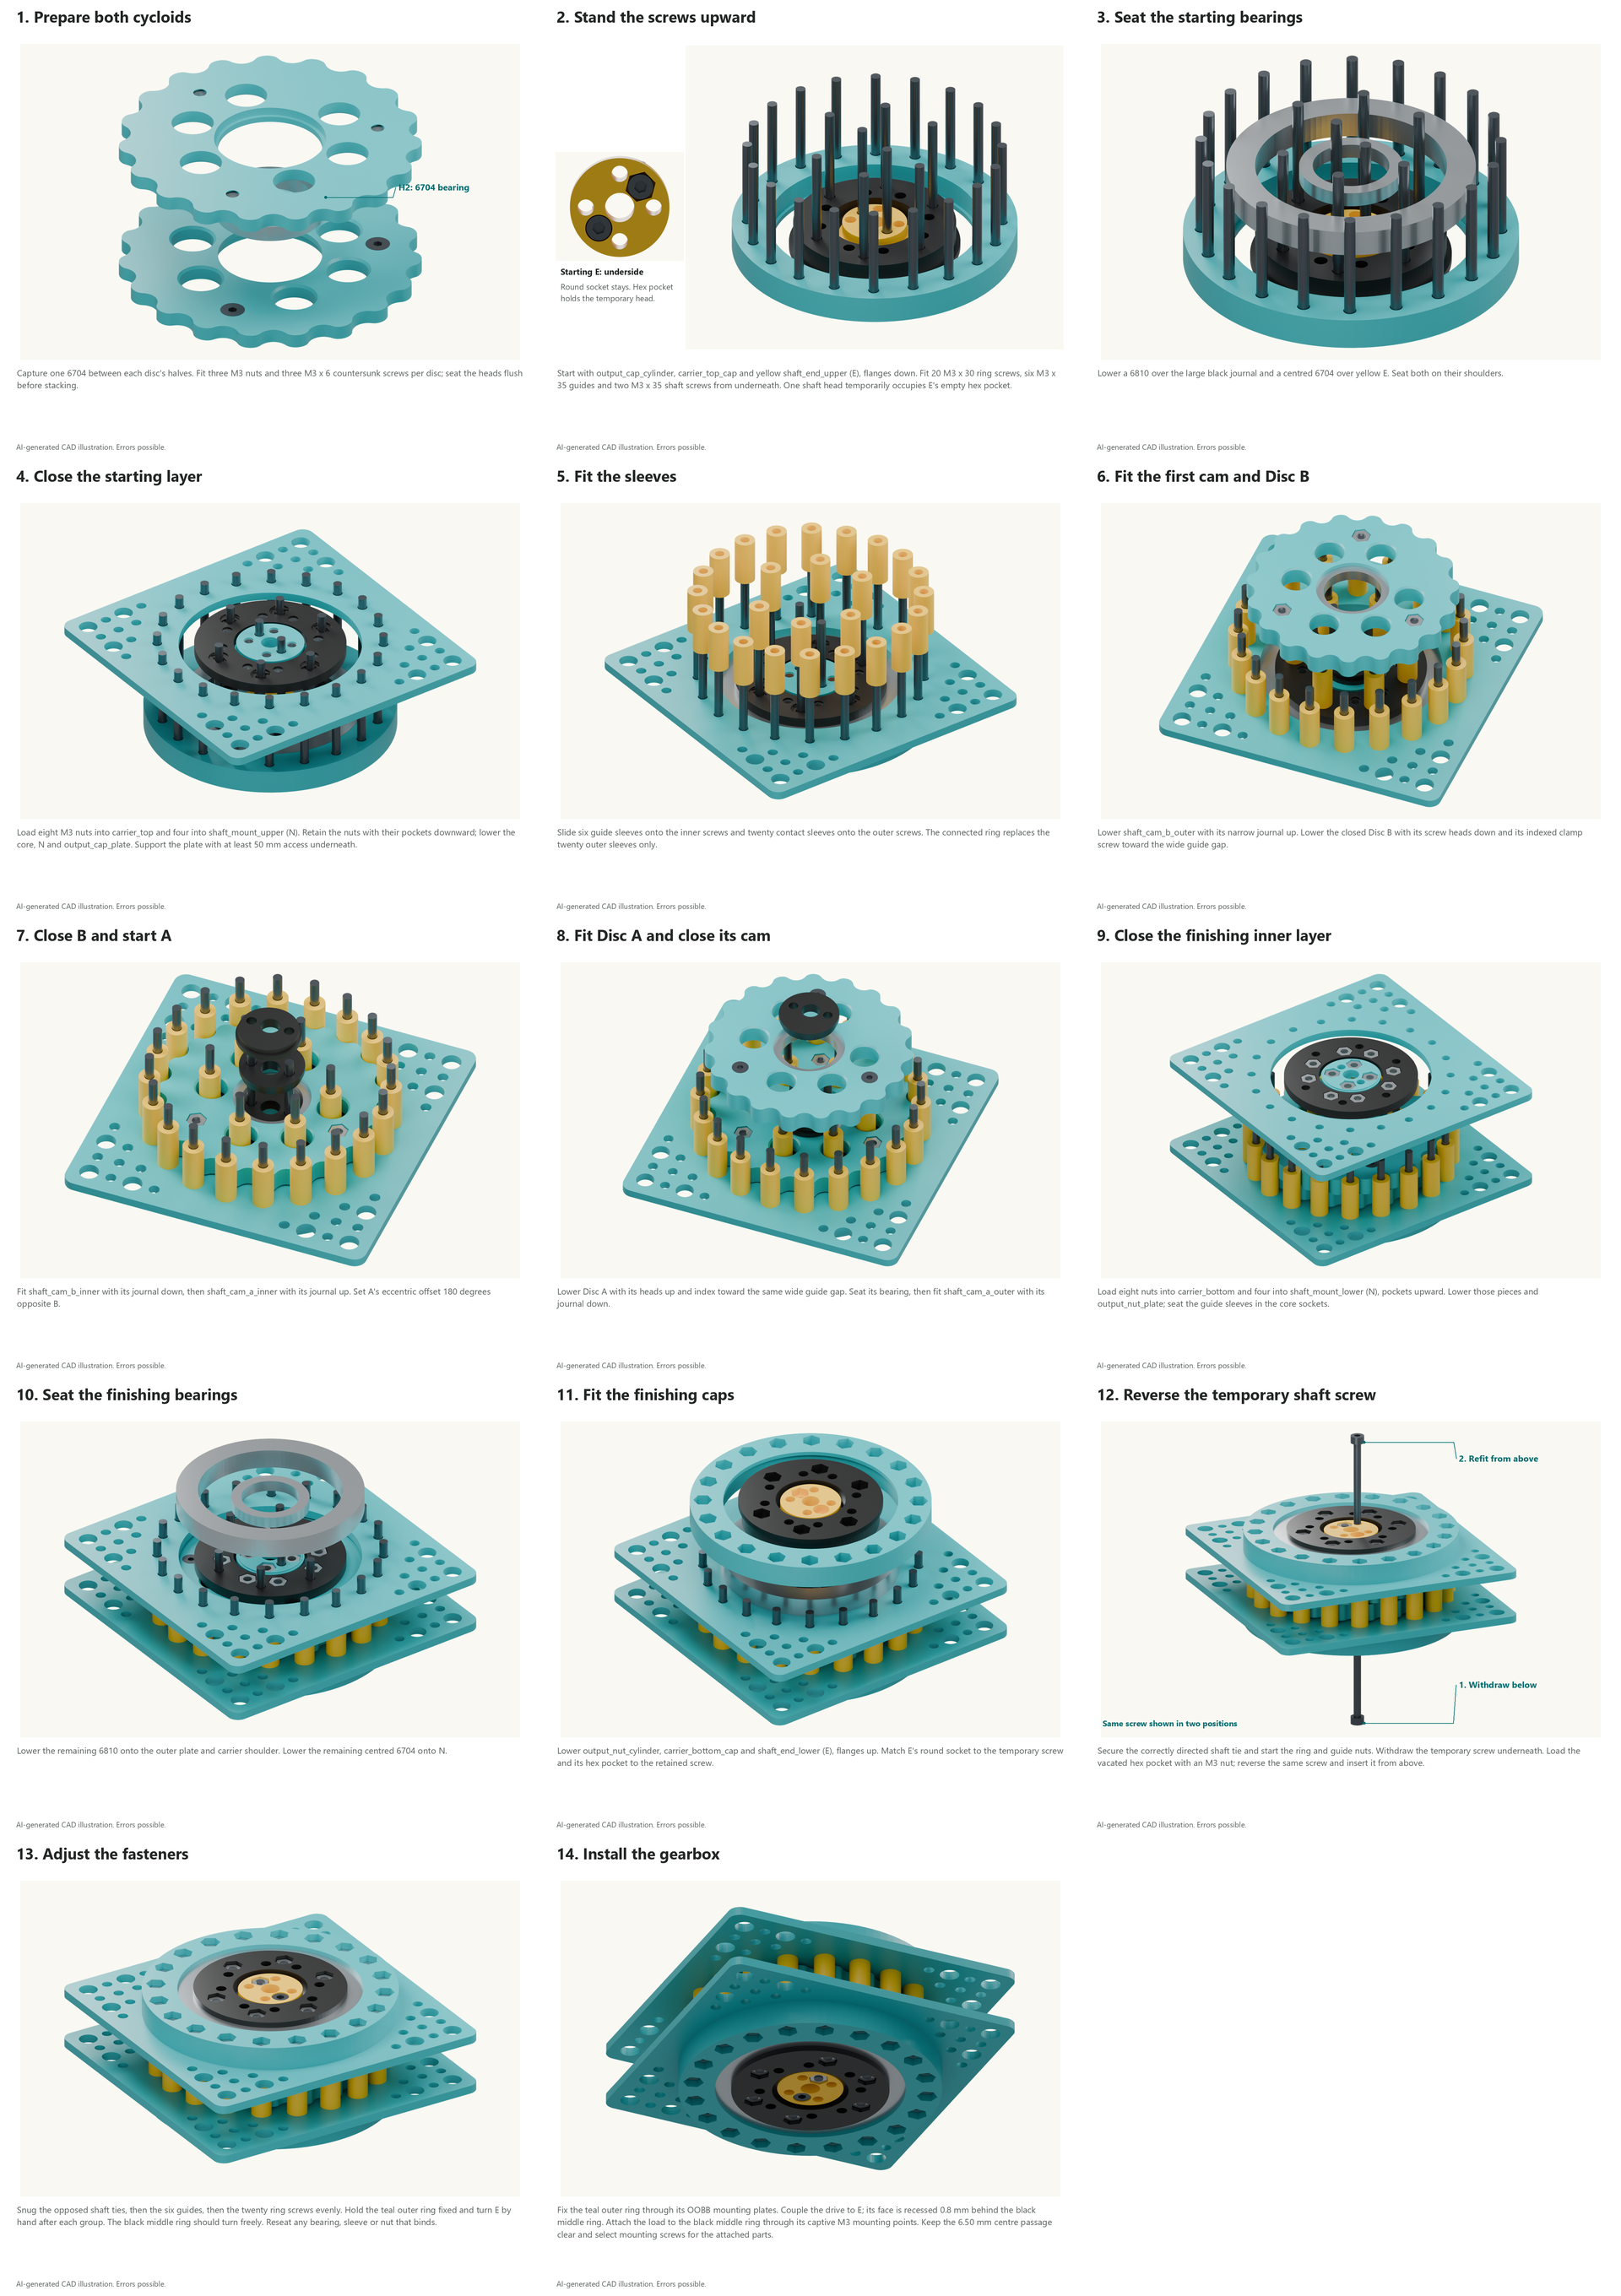 1. Prepare both cycloids
H2: 6704 bearing
Capture one 6704 between each disc's halves. Fit three M3 nuts and three M3 x 6 countersunk screws per disc; seat the heads flush
before stacking.
AI-generated CAD illustration. Errors possible.
2. Stand the screws upward
Starting E: underside
Round socket stays. Hex pocket
holds the temporary head.
Start with output_cap_cylinder, carrier_top_cap and yellow shaft_end_upper (E), flanges down. Fit 20 M3 x 30 ring screws, six M3 x
35 guides and two M3 x 35 shaft screws from underneath. One shaft head temporarily occupies E's empty hex pocket.
AI-generated CAD illustration. Errors possible.
3. Seat the starting bearings
Lower a 6810 over the large black journal and a centred 6704 over yellow E. Seat both on their shoulders.
AI-generated CAD illustration. Errors possible.
4. Close the starting layer
Load eight M3 nuts into carrier_top and four into shaft_mount_upper (N). Retain the nuts with their pockets downward; lower the
core, N and output_cap_plate. Support the plate with at least 50 mm access underneath.
AI-generated CAD illustration. Errors possible.
5. Fit the sleeves
Slide six guide sleeves onto the inner screws and twenty contact sleeves onto the outer screws. The connected ring replaces the
twenty outer sleeves only.
AI-generated CAD illustration. Errors possible.
6. Fit the first cam and Disc B
Lower shaft_cam_b_outer with its narrow journal up. Lower the closed Disc B with its screw heads down and its indexed clamp
screw toward the wide guide gap.
AI-generated CAD illustration. Errors possible.
7. Close B and start A
Fit shaft_cam_b_inner with its journal down, then shaft_cam_a_inner with its journal up. Set A's eccentric offset 180 degrees
opposite B.
AI-generated CAD illustration. Errors possible.
8. Fit Disc A and close its cam
Lower Disc A with its heads up and index toward the same wide guide gap. Seat its bearing, then fit shaft_cam_a_outer with its
journal down.
AI-generated CAD illustration. Errors possible.
9. Close the finishing inner layer
Load eight nuts into carrier_bottom and four into shaft_mount_lower (N), pockets upward. Lower those pieces and
output_nut_plate; seat the guide sleeves in the core sockets.
AI-generated CAD illustration. Errors possible.
10. Seat the finishing bearings
Lower the remaining 6810 onto the outer plate and carrier shoulder. Lower the remaining centred 6704 onto N.
AI-generated CAD illustration. Errors possible.
11. Fit the finishing caps
Lower output_nut_cylinder, carrier_bottom_cap and shaft_end_lower (E), flanges up. Match E's round socket to the temporary screw
and its hex pocket to the retained screw.
AI-generated CAD illustration. Errors possible.
12. Reverse the temporary shaft screw
2. Refit from above
1. Withdraw below
Same screw shown in two positions
Secure the correctly directed shaft tie and start the ring and guide nuts. Withdraw the temporary screw underneath. Load the
vacated hex pocket with an M3 nut; reverse the same screw and insert it from above.
AI-generated CAD illustration. Errors possible.
13. Adjust the fasteners
Snug the opposed shaft ties, then the six guides, then the twenty ring screws evenly. Hold the teal outer ring fixed and turn E by
hand after each group. The black middle ring should turn freely. Reseat any bearing, sleeve or nut that binds.
AI-generated CAD illustration. Errors possible.
14. Install the gearbox
Fix the teal outer ring through its OOBB mounting plates. Couple the drive to E; its face is recessed 0.8 mm behind the black
middle ring. Attach the load to the black middle ring through its captive M3 mounting points. Keep the 6.50 mm centre passage
clear and select mounting screws for the attached parts.
AI-generated CAD illustration. Errors possible.